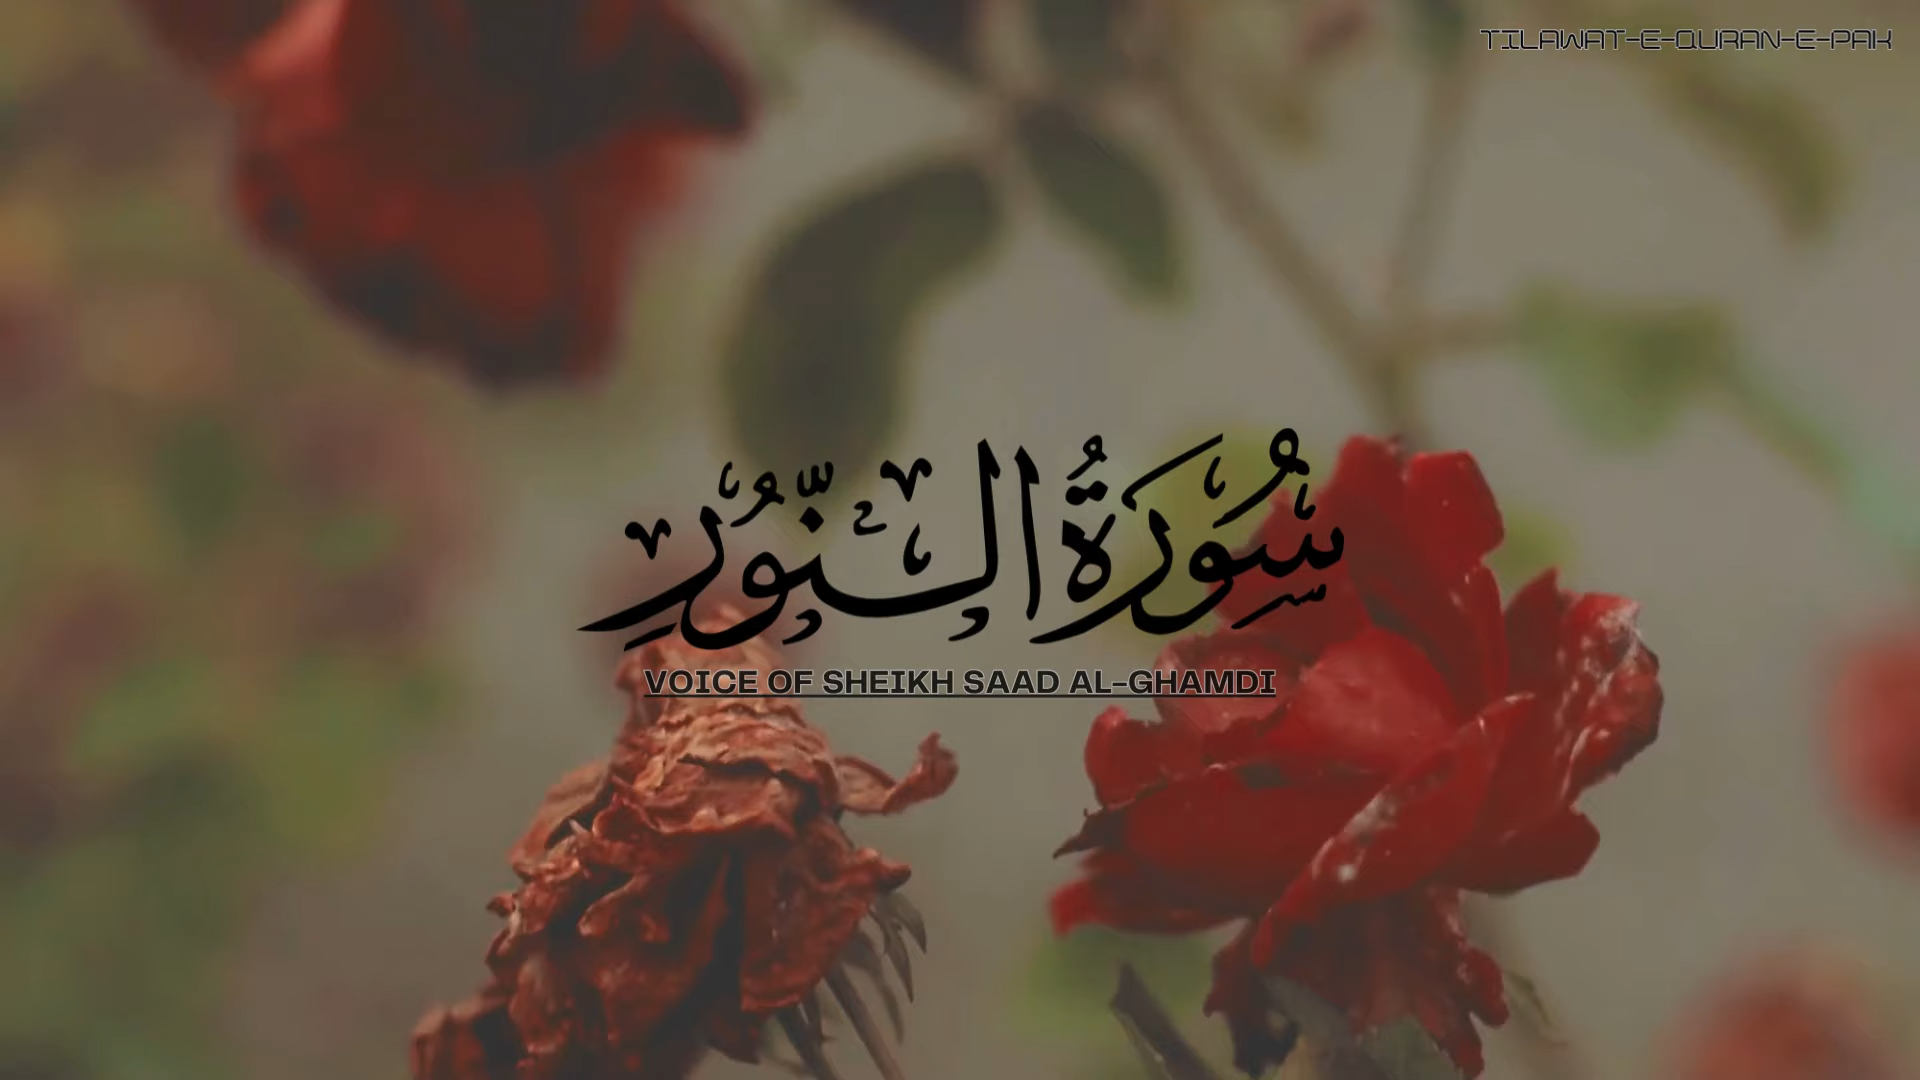 TILAWAT-E-QURAN-E-PAK
سُورَةُ النُّورِ
VOICE OF SHEIKH SAAD AL-GHAMDI